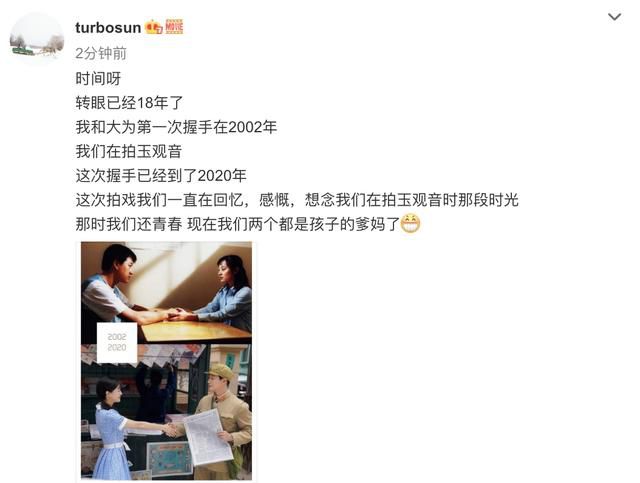 turbosun
MOVIE
2分钟前
时间呀
转眼已经18年了
我和大为第一次握手在2002年
我们在拍玉观音
这次握手已经到了2020年
这次拍戏我们一直在回忆，感慨，想念我们在拍玉观音时那段时光
那时我们还青春 现在我们两个都是孩子的爹妈了
2002
2020